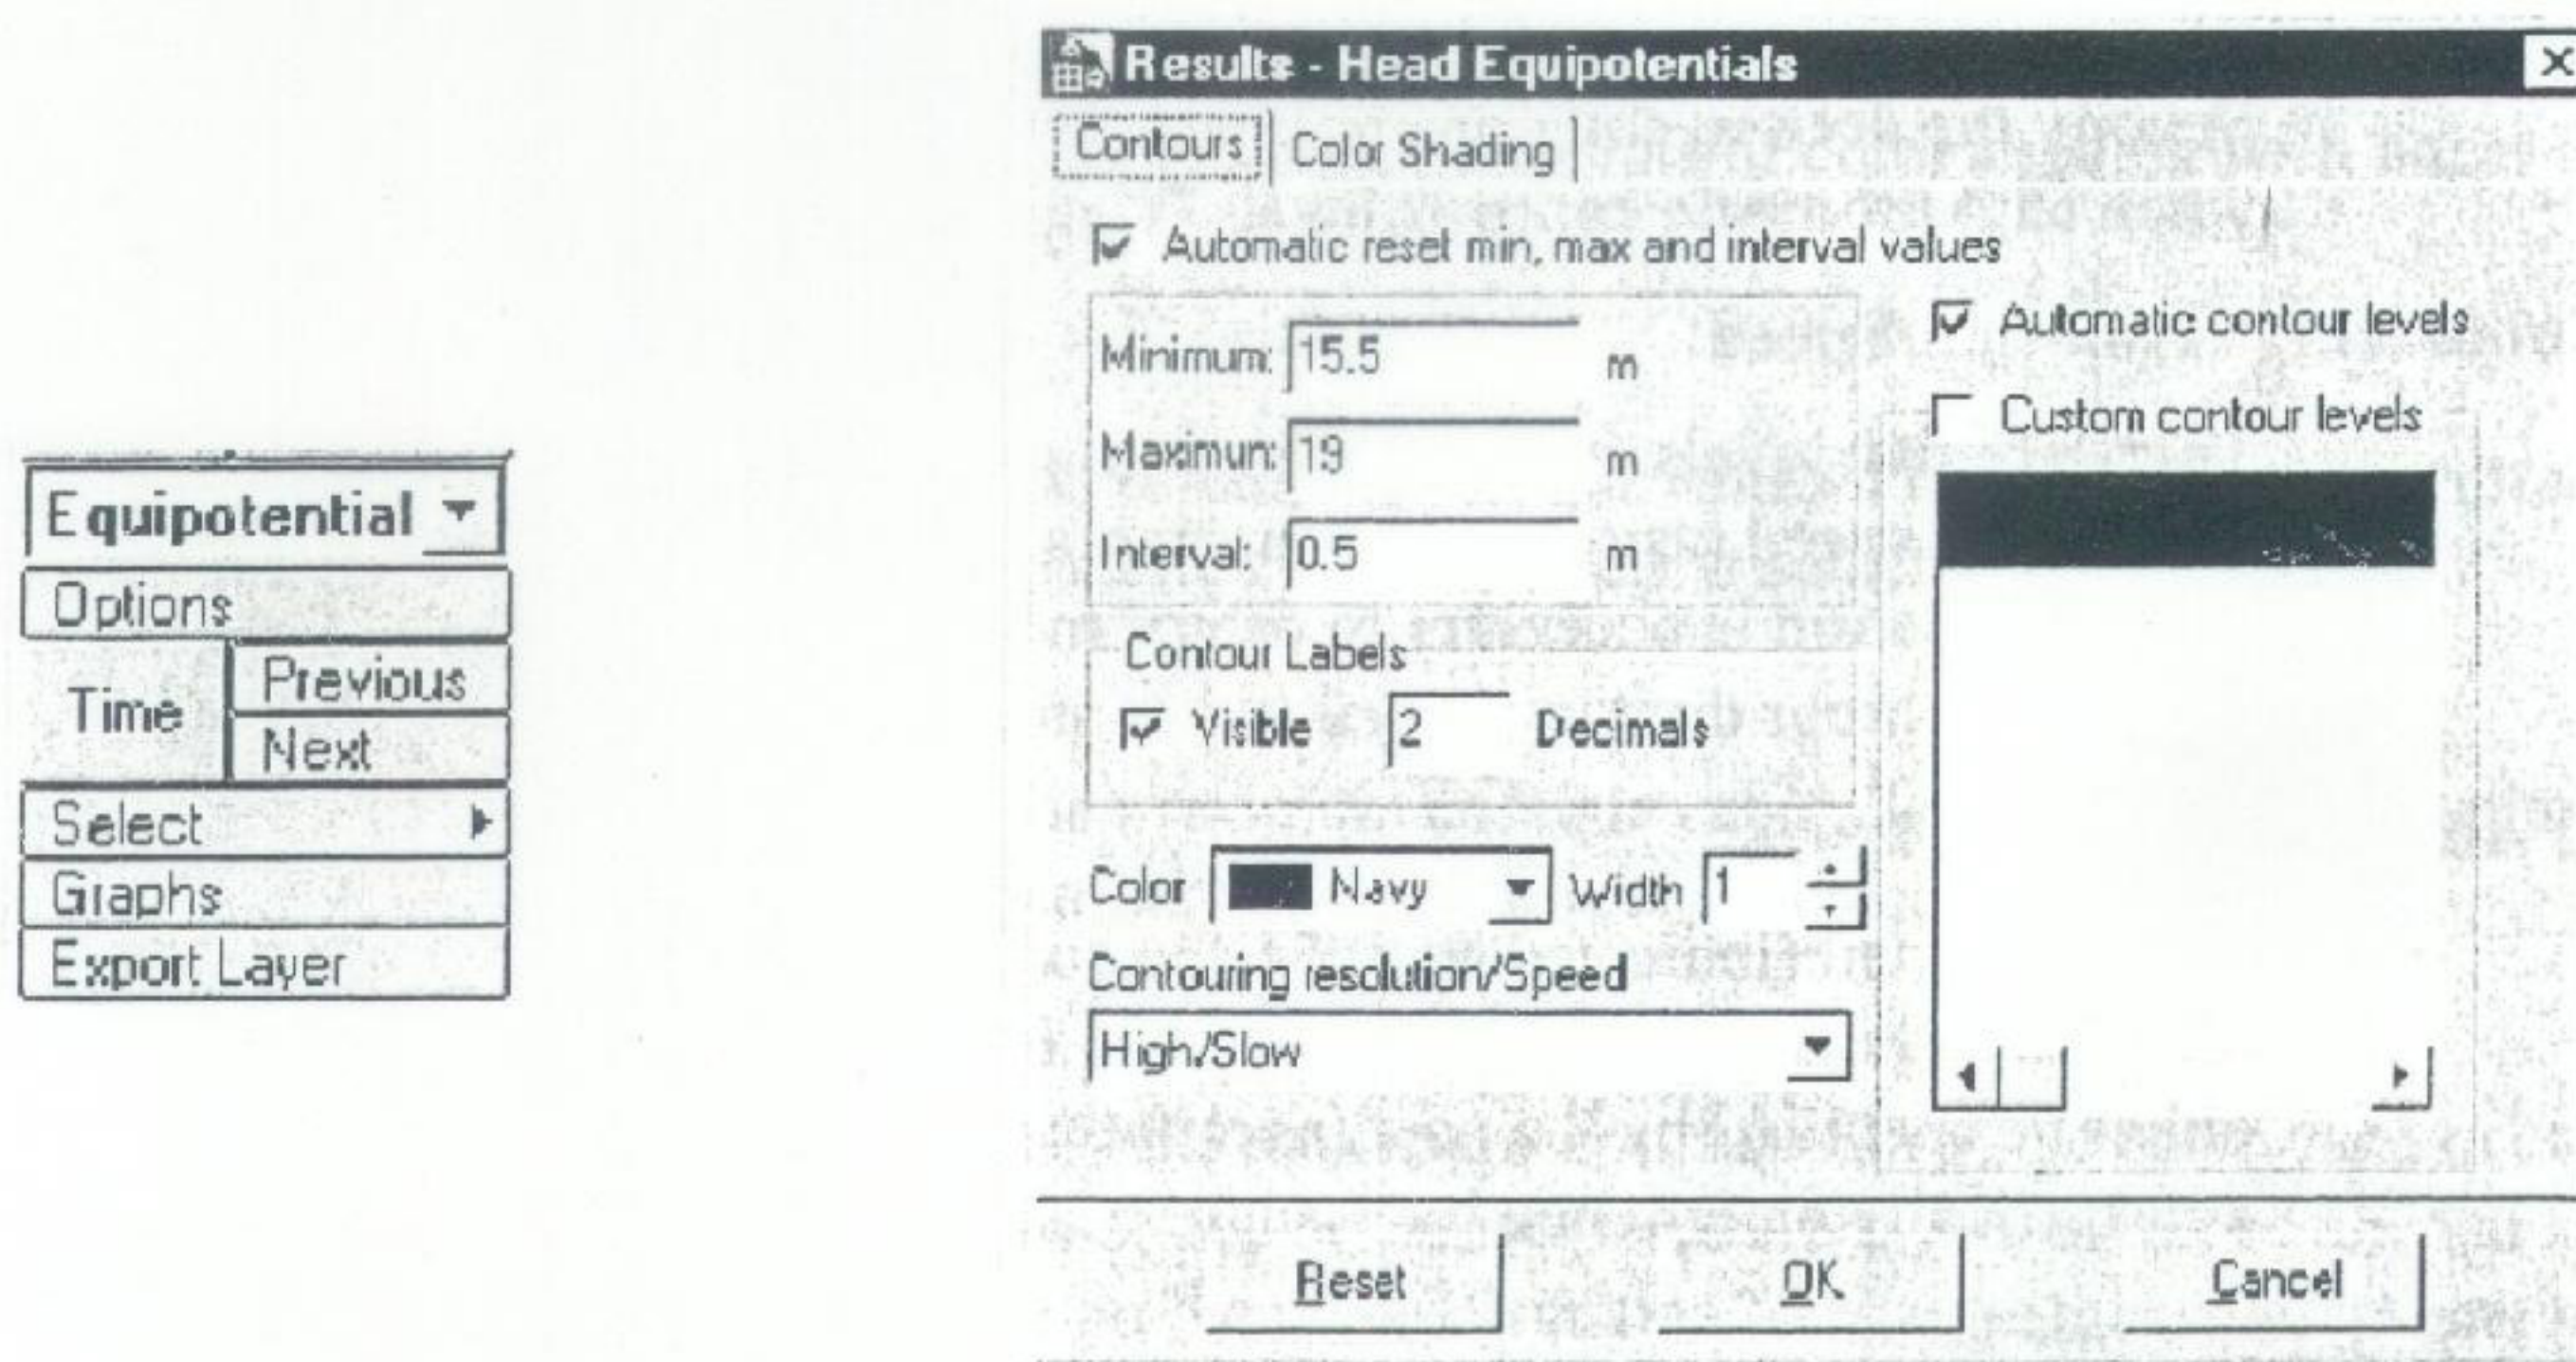 Equipotential
Options
Time
Previous
Next
Select
Graphs
Export Layer
Results - Head Equipotentials
Contours
Color Shading
Automatic reset min, max and interval values
Minimum: 15.5 m
Maximun: 19 m
Interval: 0.5 m
Automatic contour levels
Custom contour levels
Contour Labels
Visible 2 Decimals
Color Navy Width 1
Contouring resolution/Speed
High/Slow
Reset OK Cancel